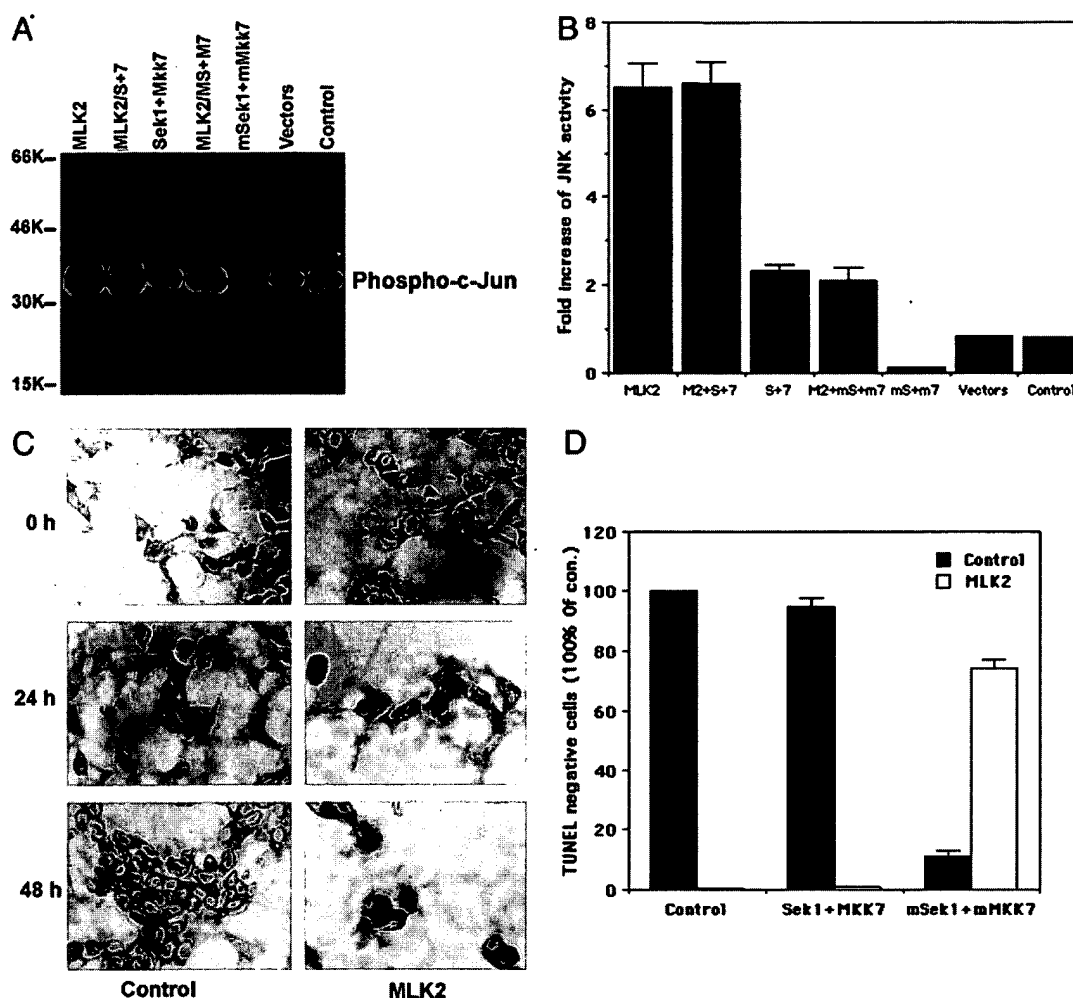 A
MLK2
MLK2/S+7
Sek1+Mkk7
MLK2/MS+M7
mSek1+mMkk7
Vectors
Control
66K
46K
30K
15K
Phospho-c-Jun
B
Fold increase of JNK activity
8
6
4
2
0
MLK2 M2+S+7 S+7 M2+mS+m7 mS+m7 Vectors Control
C
0 h
24 h
48 h
Control MLK2
D
TUNEL negative cells (100% Of con.)
120
100
80
60
40
20
0
Control
MLK2
Control Sek1+MKK7 mSek1+mMKK7